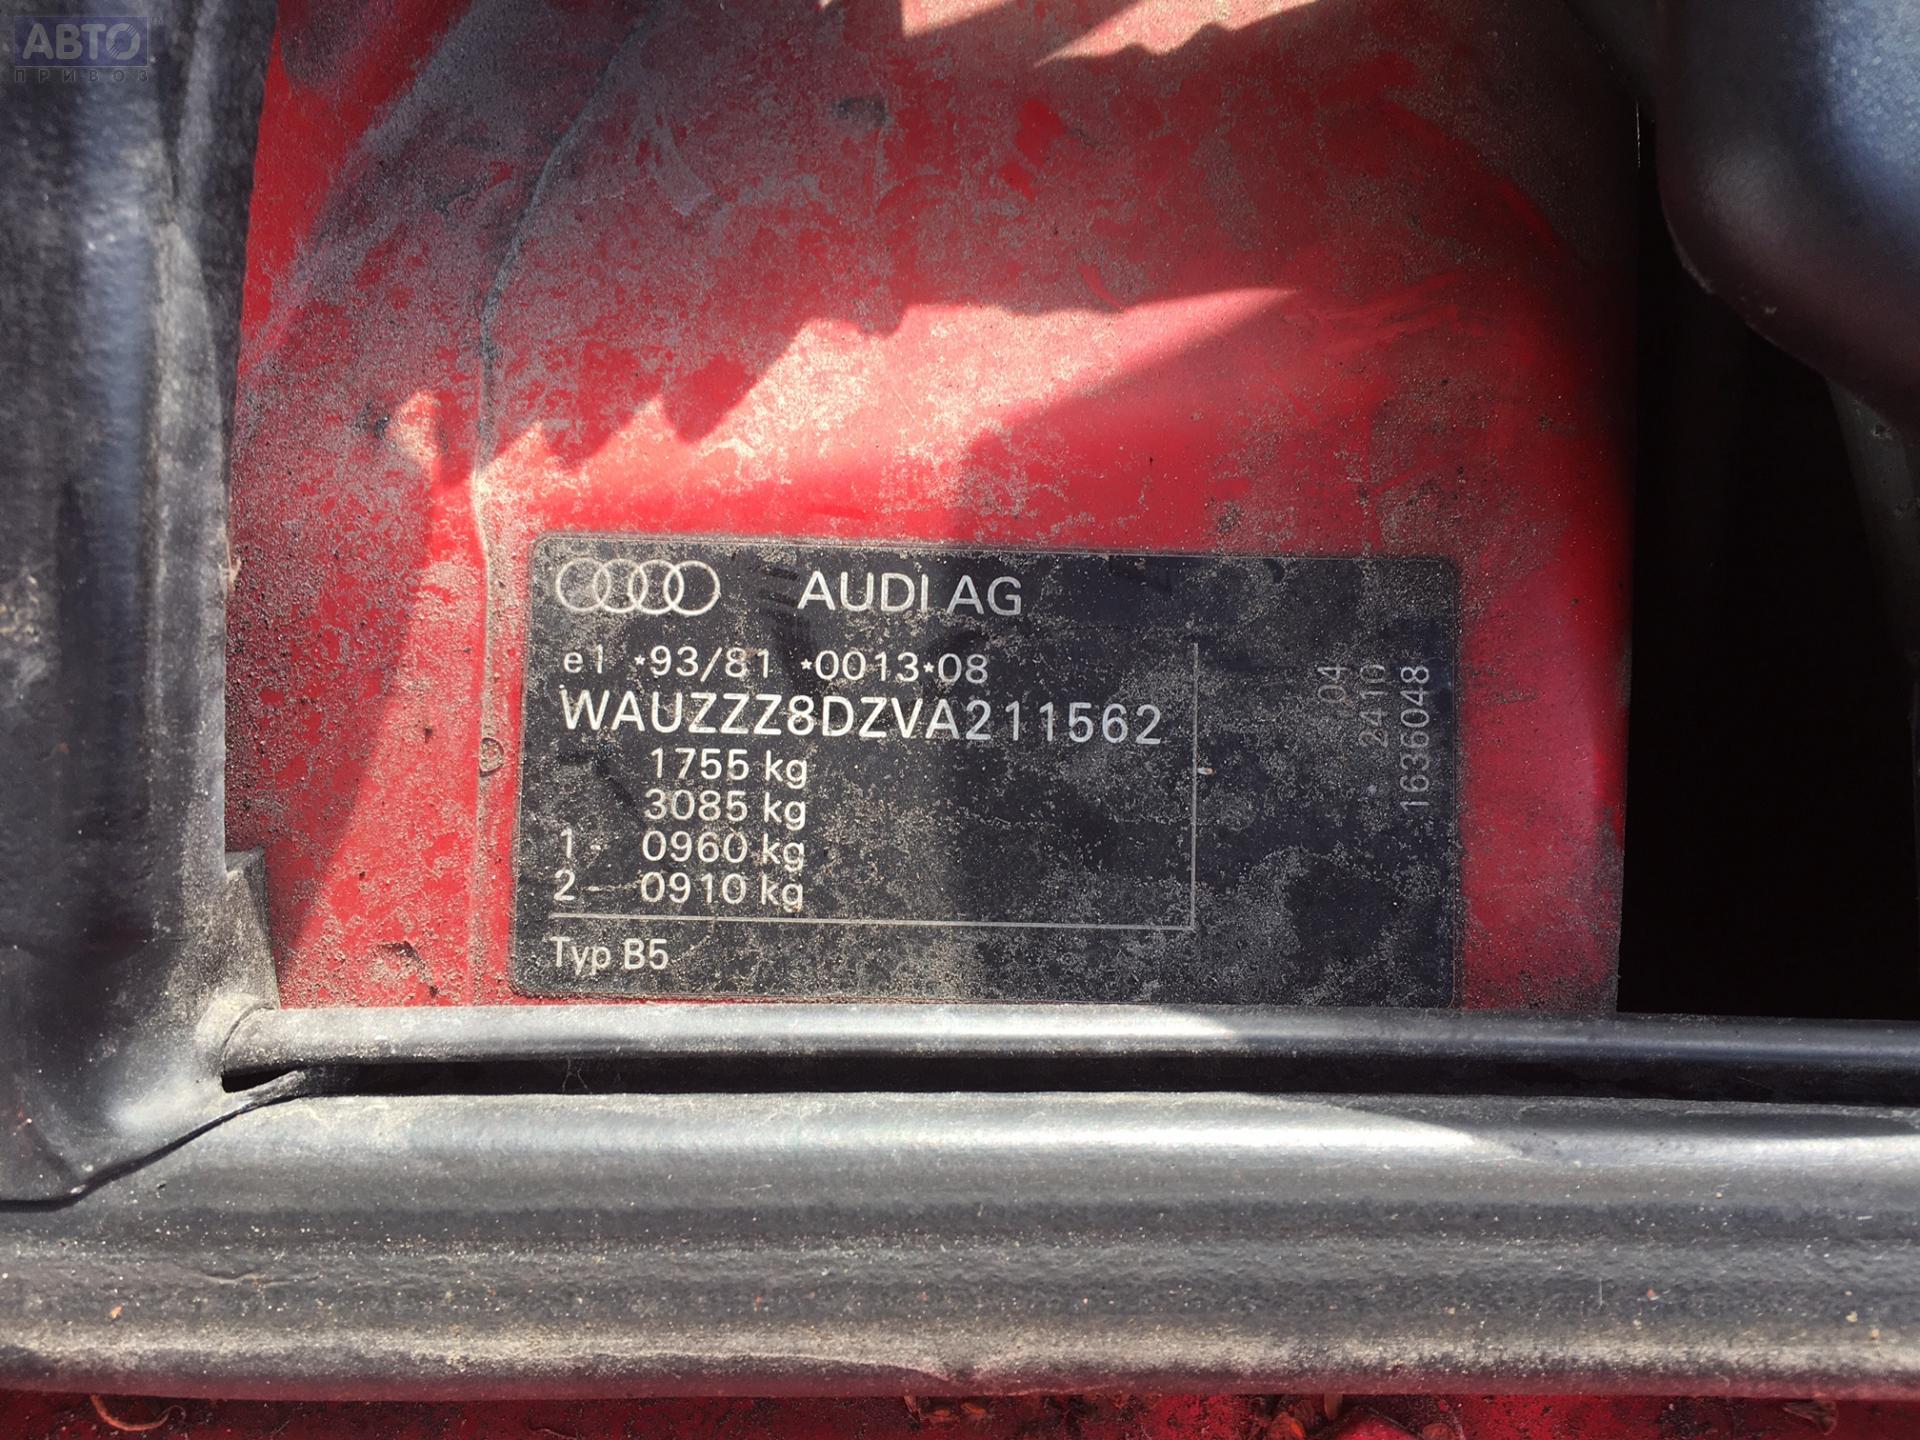 АВТО
ПРИВОЗ
AUDI AG
e1 *93/81 *0013*08
WAUZZZ8DZVA211562
1755 kg
3085 kg
1- 0960 kg
2- 0910 kg
Typ B5
04
2410
1636048